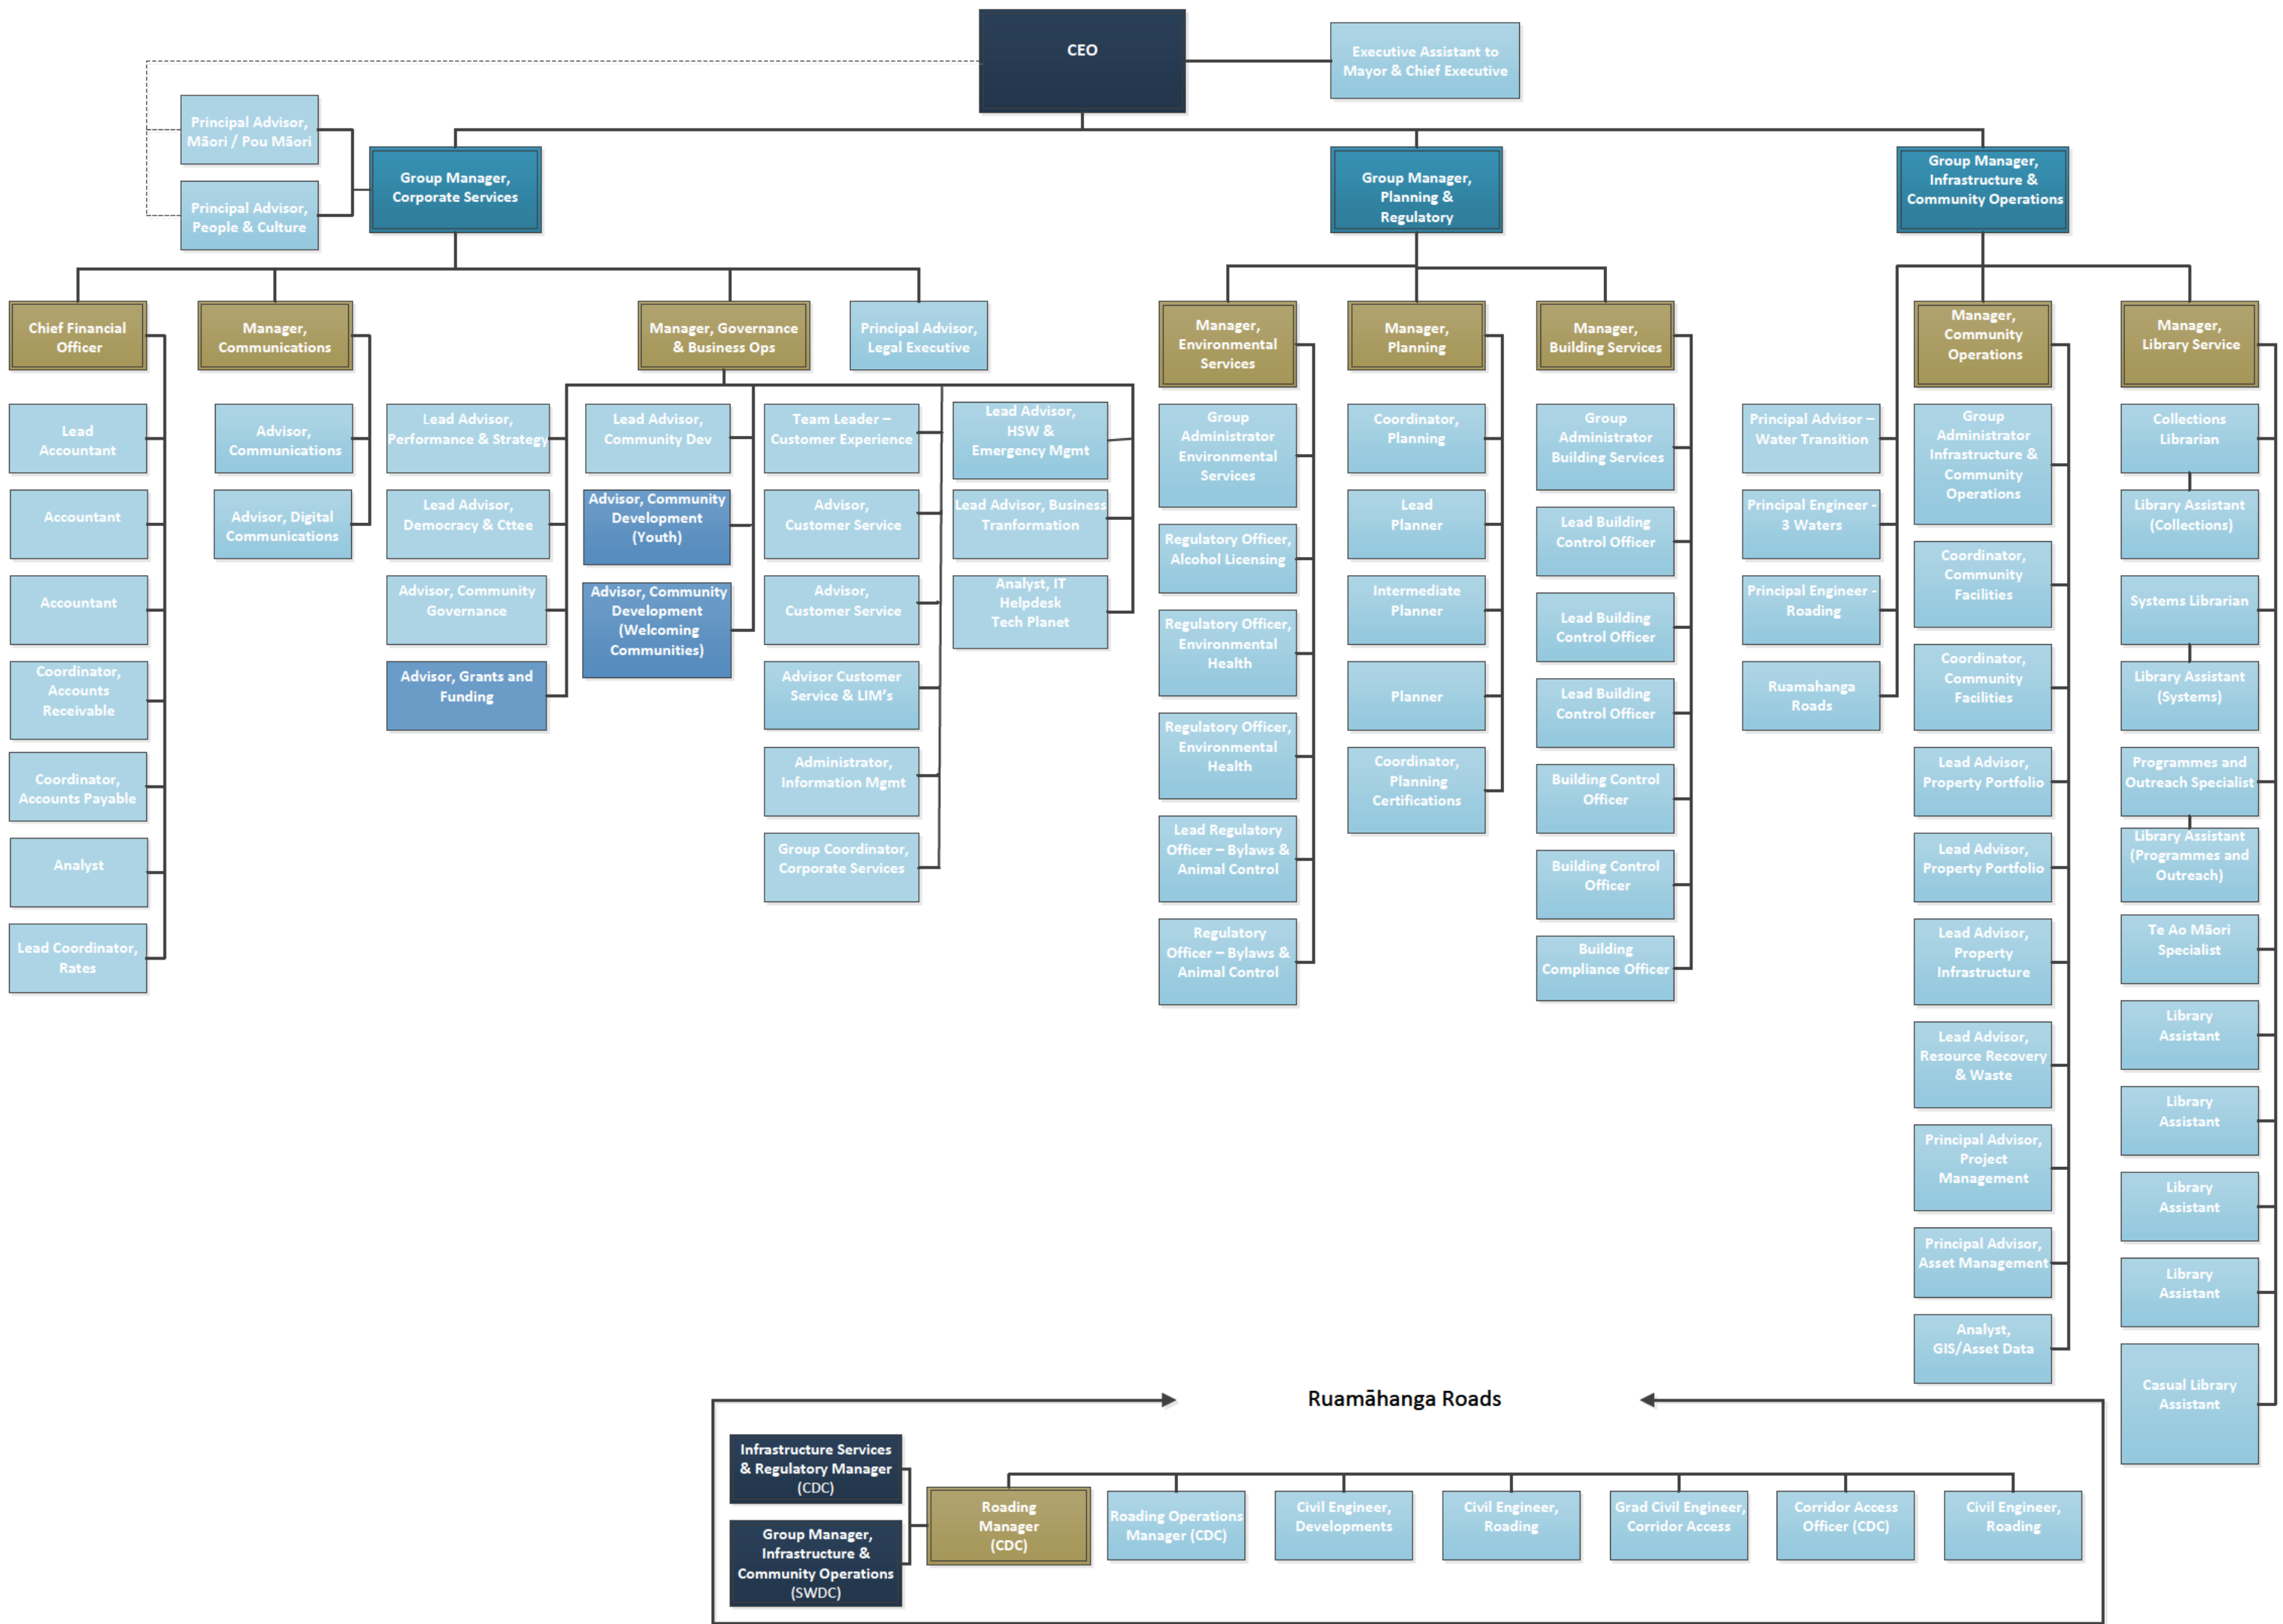 CEO
Executive Assistant to
Mayor & Chief Executive
Principal Advisor,
Māori / Pou Māori
Principal Advisor,
People & Culture
Group Manager,
Corporate Services
Group Manager,
Planning &
Regulatory
Group Manager,
Infrastructure &
Community Operations
Chief Financial
Officer
Lead
Accountant
Accountant
Accountant
Coordinator,
Accounts
Receivable
Coordinator,
Accounts Payable
Analyst
Lead Coordinator,
Rates
Manager,
Communications
Advisor,
Communications
Advisor, Digital
Communications
Manager, Governance
& Business Ops
Lead Advisor,
Performance & Strategy
Lead Advisor,
Democracy & Cttee
Advisor, Community
Governance
Advisor, Grants and
Funding
Lead Advisor,
Community Dev
Advisor, Community
Development
(Youth)
Advisor, Community
Development
(Welcoming
Communities)
Team Leader –
Customer Experience
Advisor,
Customer Service
Advisor,
Customer Service
Advisor Customer
Service & LIM's
Administrator,
Information Mgmt
Group Coordinator,
Corporate Services
Lead Advisor,
HSW &
Emergency Mgmt
Lead Advisor, Business
Tranformation
Analyst, IT
Helpdesk
Tech Planet
Principal Advisor,
Legal Executive
Manager,
Environmental
Services
Group
Administrator
Environmental
Services
Regulatory Officer,
Alcohol Licensing
Regulatory Officer,
Environmental
Health
Regulatory Officer,
Environmental
Health
Lead Regulatory
Officer – Bylaws &
Animal Control
Regulatory
Officer – Bylaws &
Animal Control
Manager,
Planning
Coordinator,
Planning
Lead
Planner
Intermediate
Planner
Planner
Coordinator,
Planning
Certifications
Manager,
Building Services
Group
Administrator
Building Services
Lead Building
Control Officer
Lead Building
Control Officer
Lead Building
Control Officer
Building Control
Officer
Building Control
Officer
Building
Compliance Officer
Principal Advisor –
Water Transition
Principal Engineer -
3 Waters
Principal Engineer -
Roading
Ruamahanga
Roads
Manager,
Community
Operations
Group
Administrator
Infrastructure &
Community
Operations
Coordinator,
Community
Facilities
Coordinator,
Community
Facilities
Lead Advisor,
Property Portfolio
Lead Advisor,
Property Portfolio
Lead Advisor,
Property
Infrastructure
Lead Advisor,
Resource Recovery
& Waste
Principal Advisor,
Project
Management
Principal Advisor,
Asset Management
Analyst,
GIS/Asset Data
Manager,
Library Service
Collections
Librarian
Library Assistant
(Collections)
Systems Librarian
Library Assistant
(Systems)
Programmes and
Outreach Specialist
Library Assistant
(Programmes and
Outreach)
Te Ao Māori
Specialist
Library
Assistant
Library
Assistant
Library
Assistant
Library
Assistant
Casual Library
Assistant
Ruamāhanga Roads
Infrastructure Services
& Regulatory Manager
(CDC)
Group Manager,
Infrastructure &
Community Operations
(SWDC)
Roading
Manager
(CDC)
Roading Operations
Manager (CDC)
Civil Engineer,
Developments
Civil Engineer,
Roading
Grad Civil Engineer,
Corridor Access
Corridor Access
Officer (CDC)
Civil Engineer,
Roading